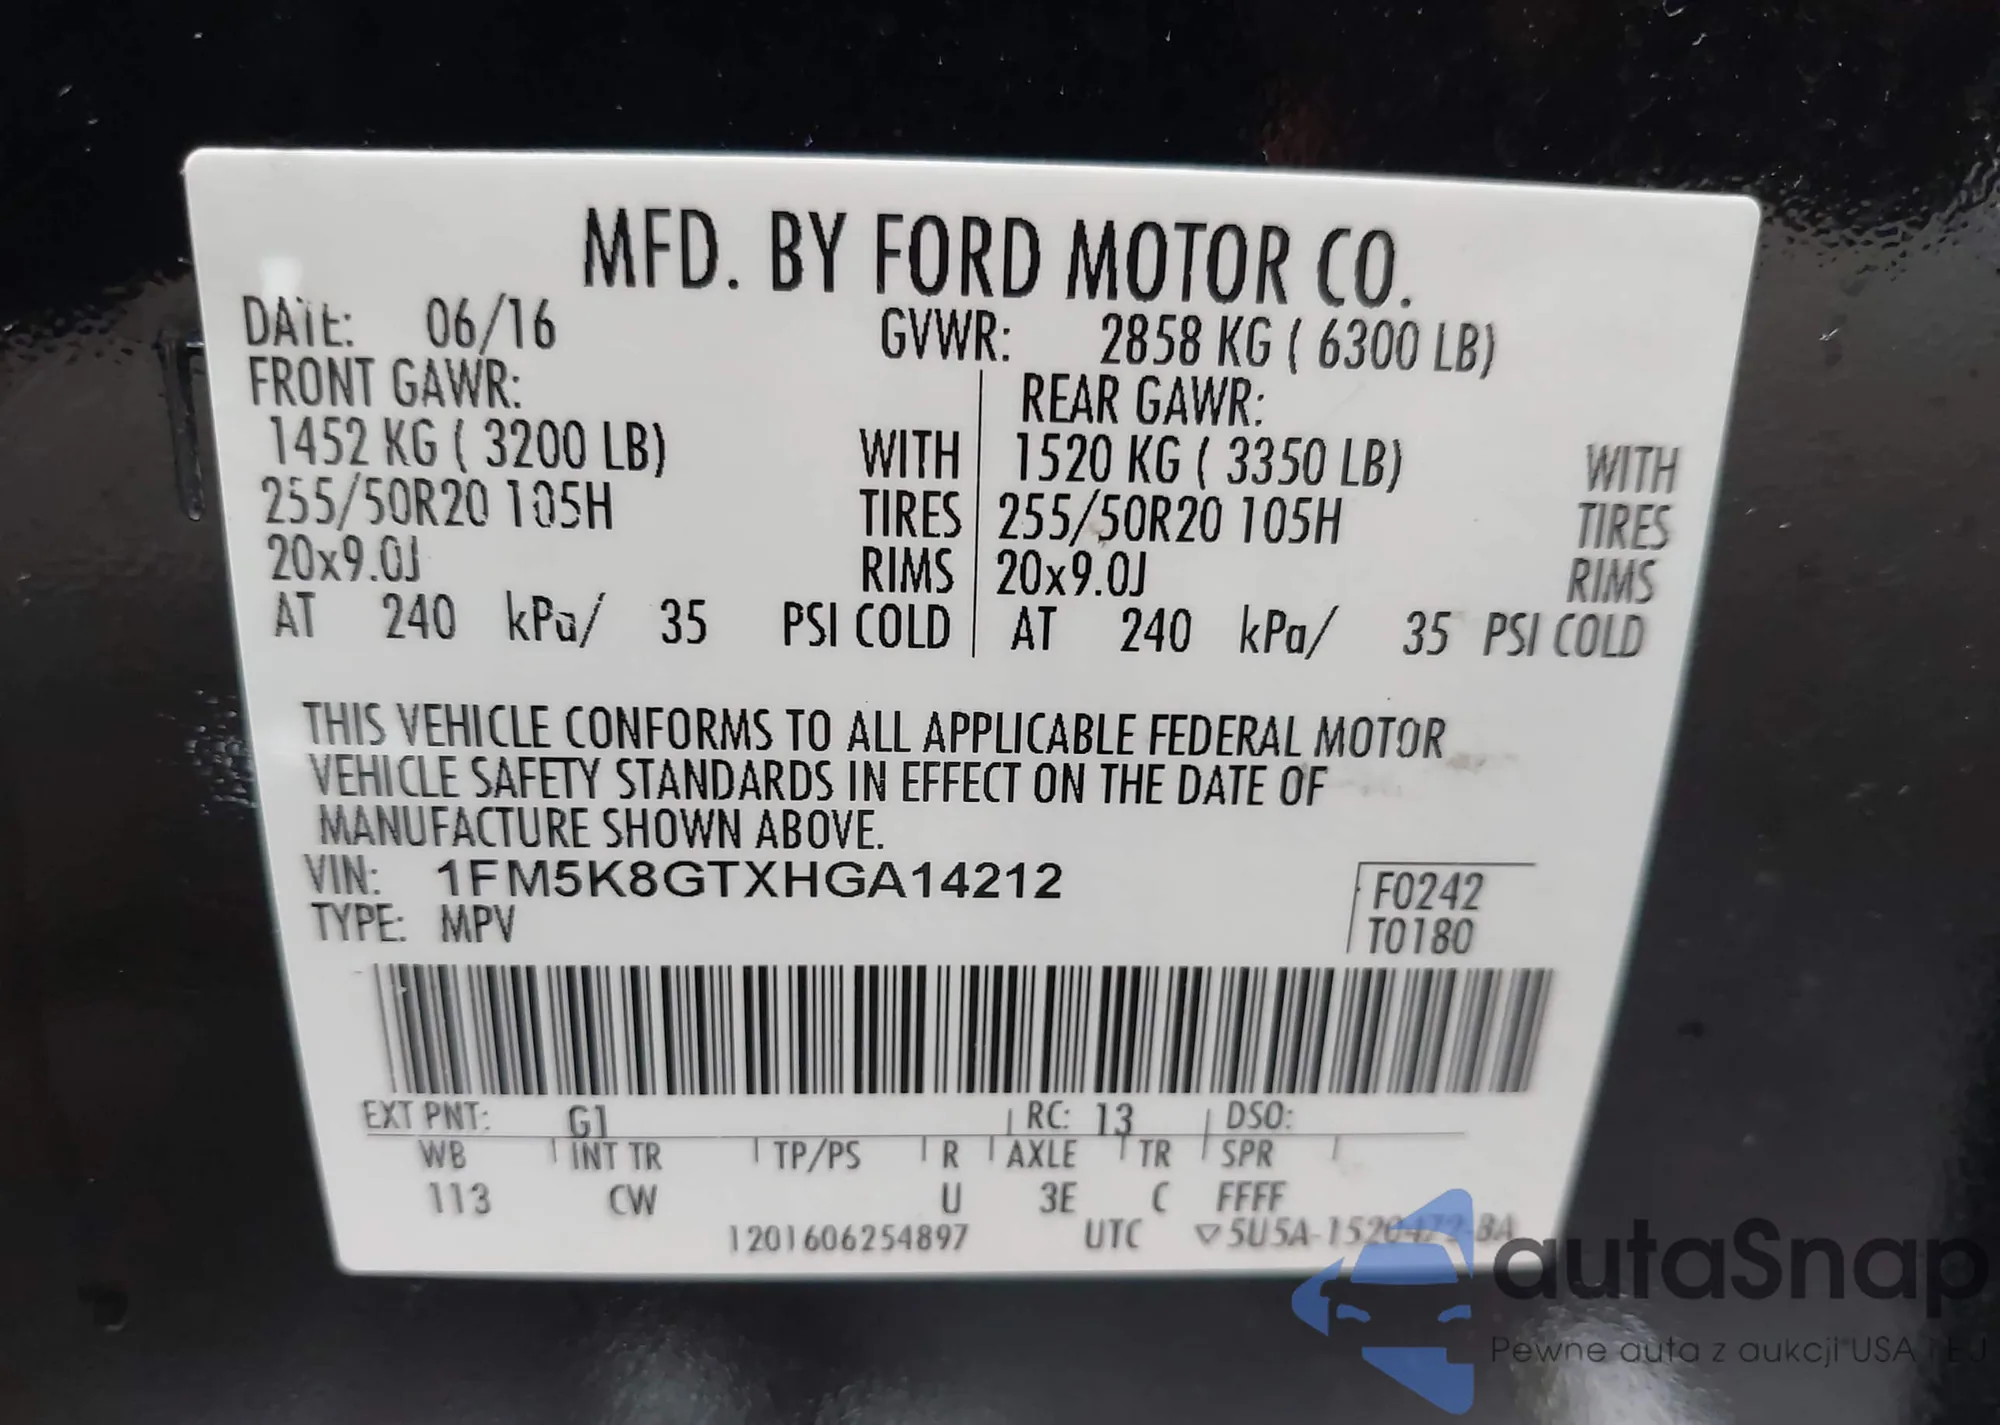 MFD. BY FORD MOTOR CO.
DATE: 06/16 GVWR: 2858 KG ( 6300 LB)
FRONT GAWR: REAR GAWR:
1452 KG ( 3200 LB) WITH 1520 KG ( 3350 LB) WITH
255/50R20 105H TIRES 255/50R20 105H TIRES
20x9.0J RIMS 20x9.0J RIMS
AT 240 kPa/ 35 PSI COLD AT 240 kPa/ 35 PSI COLD
THIS VEHICLE CONFORMS TO ALL APPLICABLE FEDERAL MOTOR
VEHICLE SAFETY STANDARDS IN EFFECT ON THE DATE OF
MANUFACTURE SHOWN ABOVE.
VIN: 1FM5K8GTXHGA14212 F0242
TYPE: MPV T0180
EXT PNT: G1 RC: 13 DSO:
WB INT TR TP/PS R AXLE TR SPR
113 CW U 3E C FFFF
1201606254897 UTC ▽5U5A-1520472-BA
autaSnap
Pewne auta z aukcji USA i EU